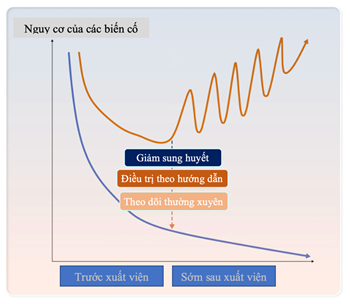 Nguy cơ của các biến cố
Giảm sung huyết
Điều trị theo hướng dẫn
Theo dõi thường xuyên
Trước xuất viện
Sớm sau xuất viện